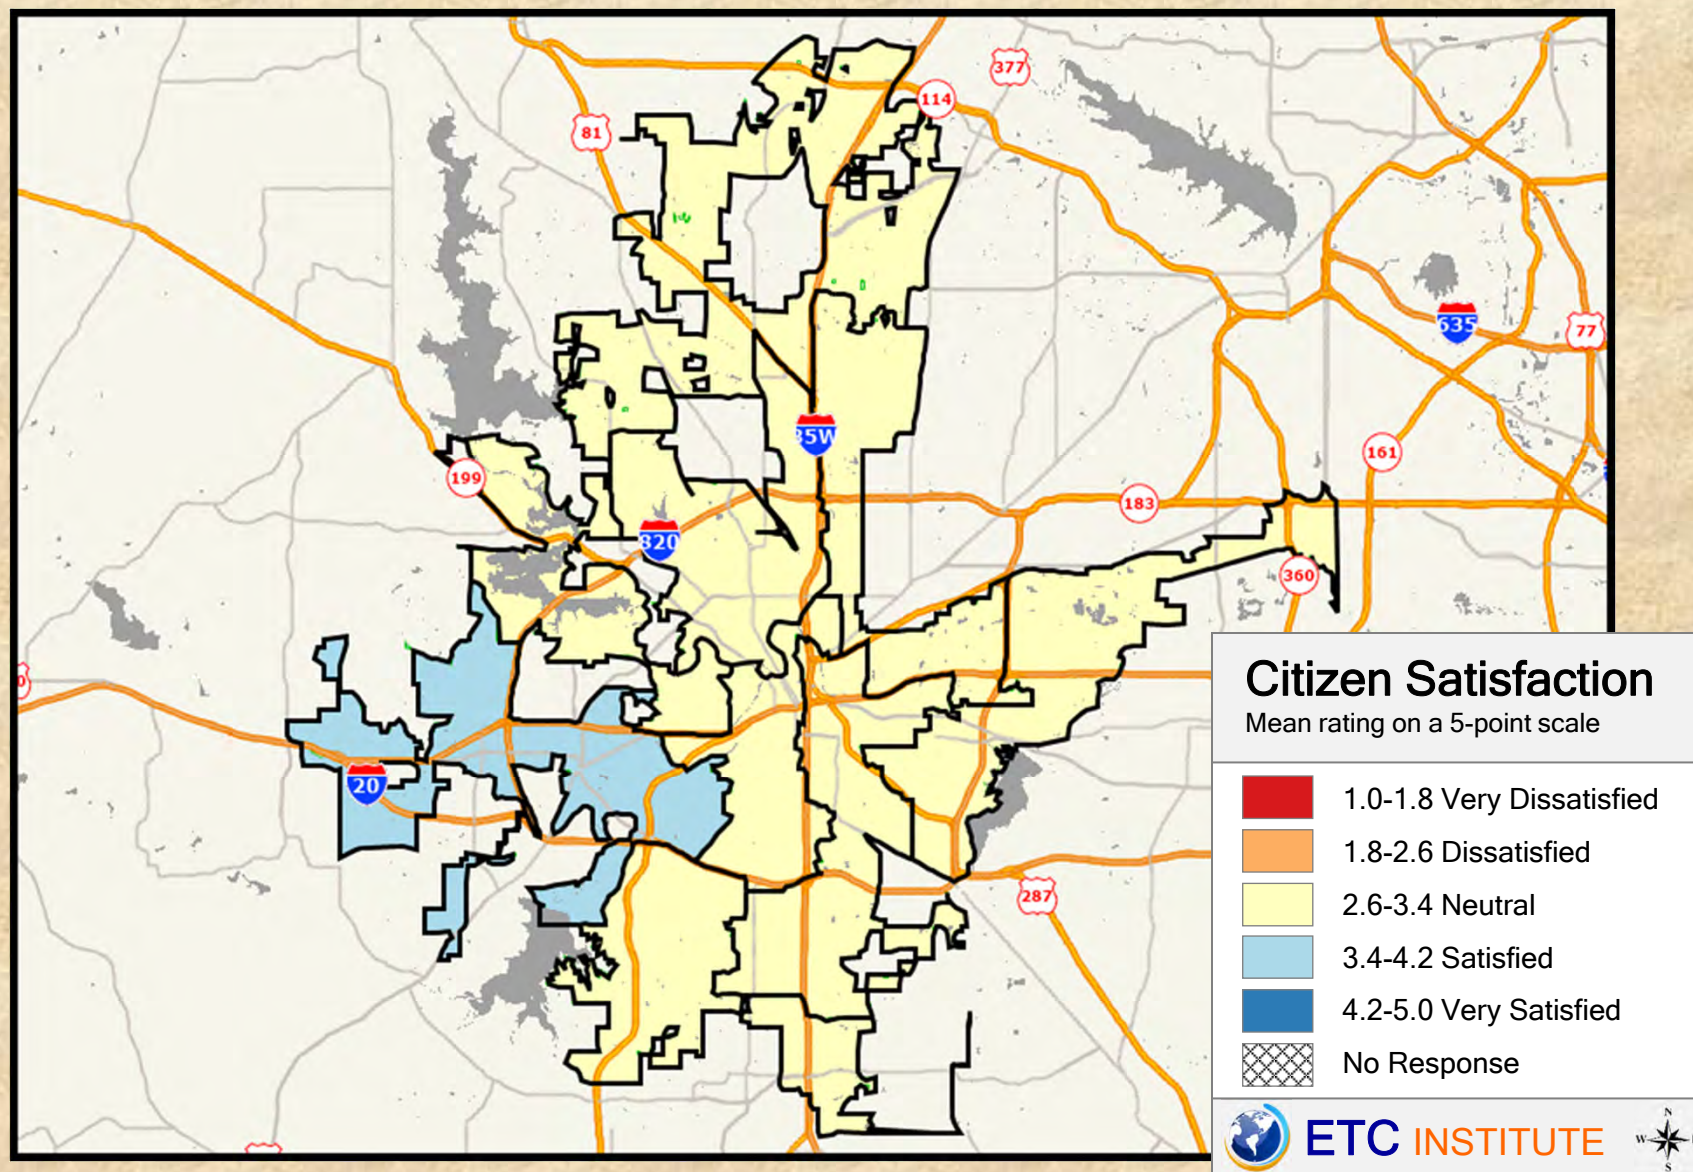 377
114
81
635
77
35W
161
199
183
820
360
20
287
Citizen Satisfaction
Mean rating on a 5-point scale
1.0-1.8 Very Dissatisfied
1.8-2.6 Dissatisfied
2.6-3.4 Neutral
3.4-4.2 Satisfied
4.2-5.0 Very Satisfied
No Response
ETC INSTITUTE
N
W
S